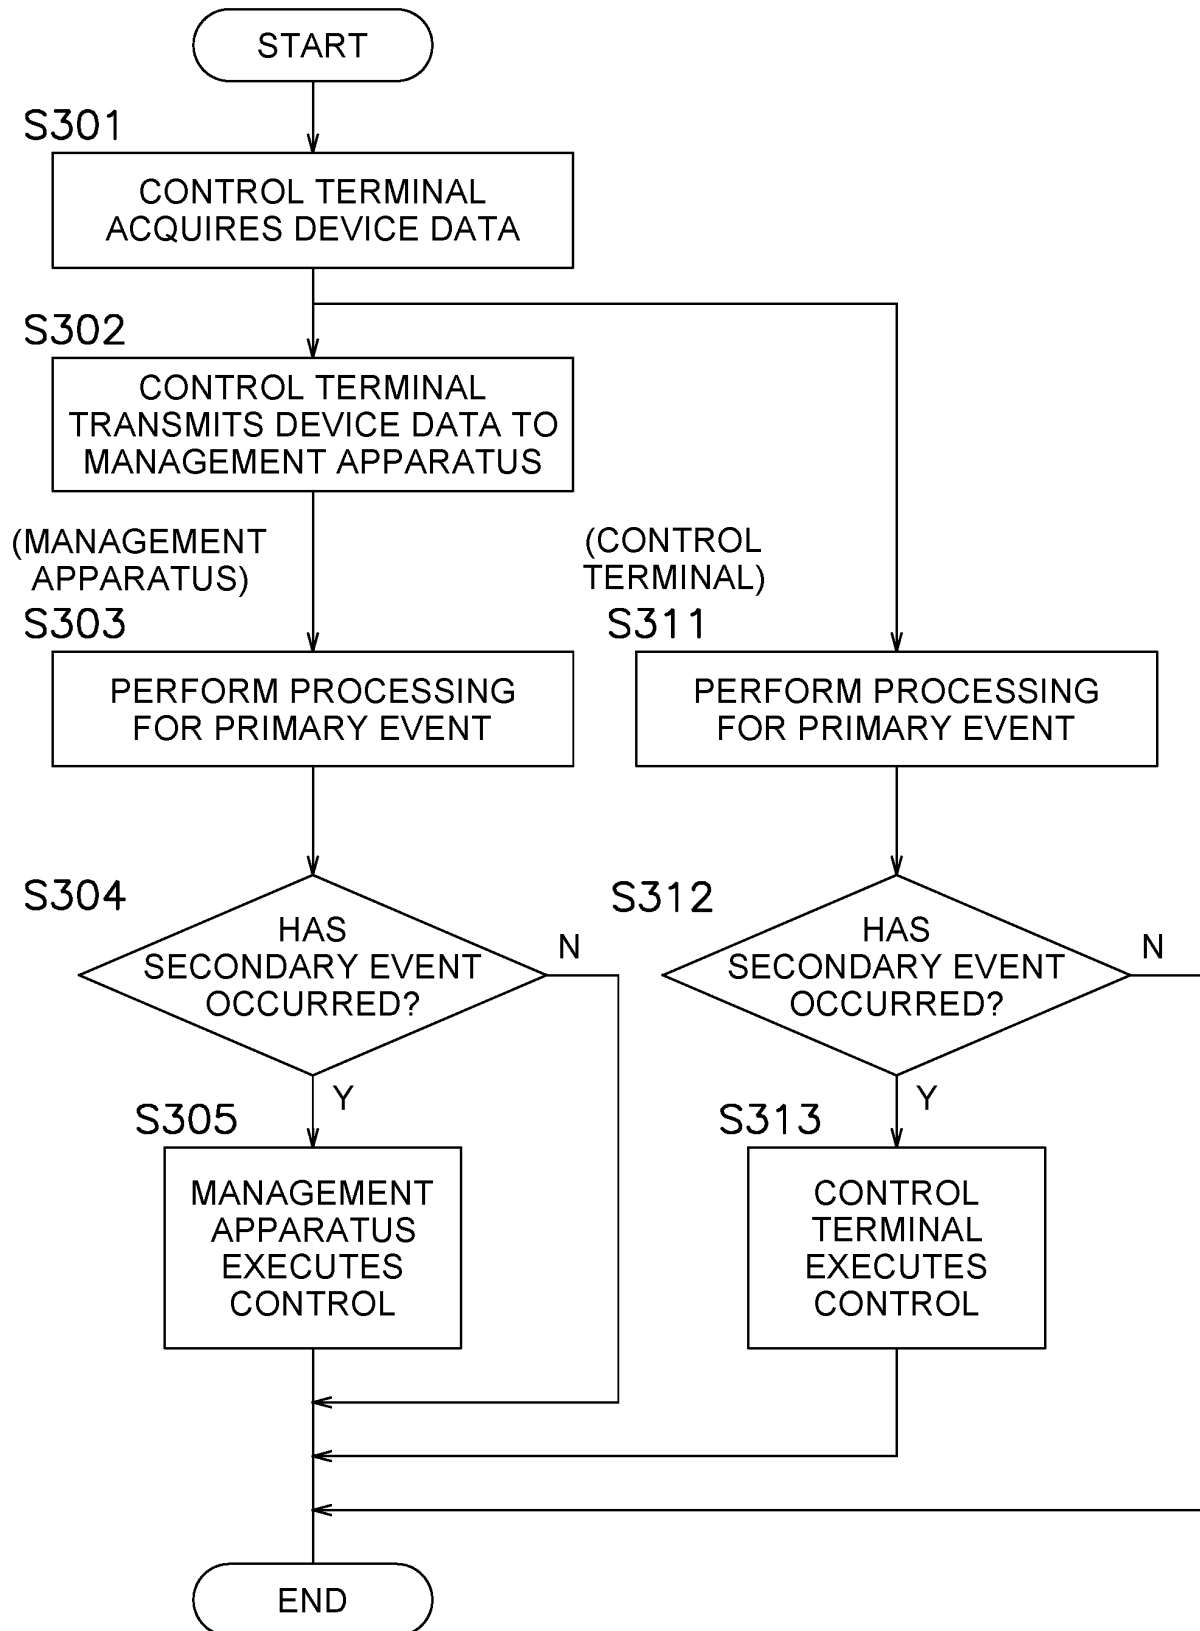 START
S301
CONTROL TERMINAL
ACQUIRES DEVICE DATA
S302
CONTROL TERMINAL
TRANSMITS DEVICE DATA TO
MANAGEMENT APPARATUS
(MANAGEMENT
APPARATUS)
S303
PERFORM PROCESSING
FOR PRIMARY EVENT
S304
HAS
SECONDARY EVENT
OCCURRED?
N
Y
S305
MANAGEMENT
APPARATUS
EXECUTES
CONTROL
(CONTROL
TERMINAL)
S311
PERFORM PROCESSING
FOR PRIMARY EVENT
S312
HAS
SECONDARY EVENT
OCCURRED?
N
Y
S313
CONTROL
TERMINAL
EXECUTES
CONTROL
END